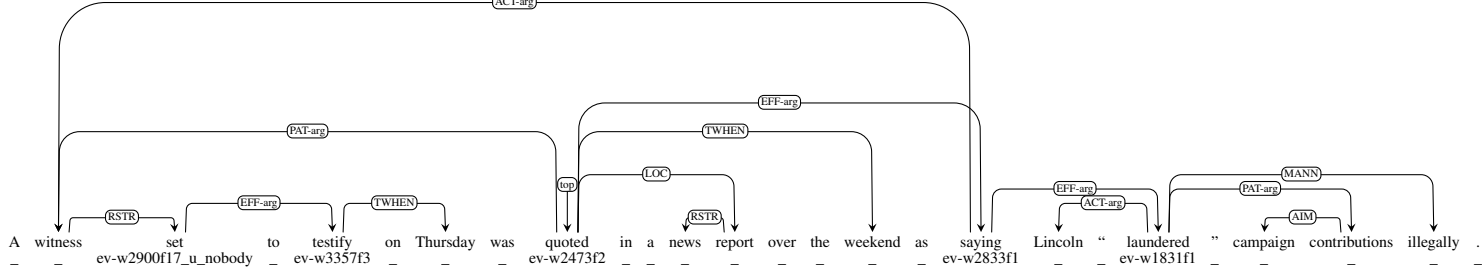 ACT-arg
EFF-arg
PAT-arg TWHEN
top LOC MANN
RSTR EFF-arg TWHEN RSTR EFF-arg ACT-arg PAT-arg AIM
A witness set to testify on Thursday was quoted in a news report over the weekend as saying Lincoln “ laundered ” campaign contributions illegally .
_ _ ev-w2900f17_u_nobody _ ev-w3357f3 _ _ _ ev-w2473f2 _ _ _ _ _ _ _ _ ev-w2833f1 _ _ ev-w1831f1 _ _ _ _ _